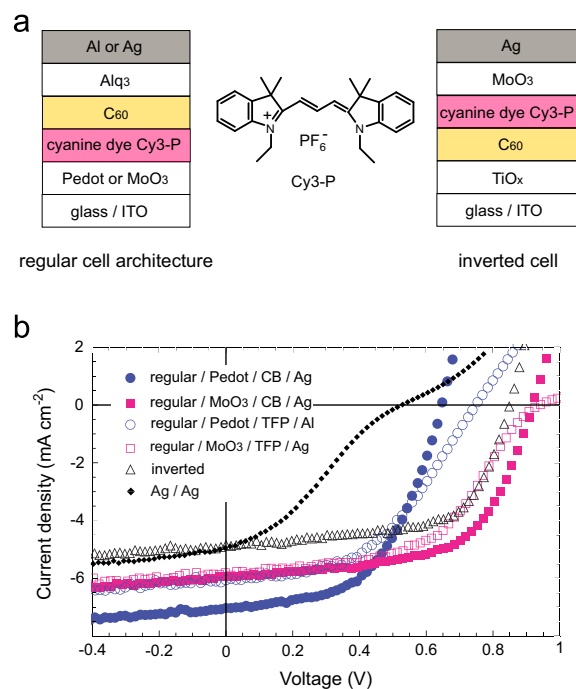 a
Al or Ag
Alq3
C60
cyanine dye Cy3-P
Pedot or MoO3
glass / ITO
regular cell architecture
N
+
N
PF6-
Cy3-P
Ag
MoO3
cyanine dye Cy3-P
C60
TiOx
glass / ITO
inverted cell
b
regular / Pedot / CB / Ag
regular / MoO3 / CB / Ag
regular / Pedot / TFP / Al
regular / MoO3 / TFP / Ag
inverted
Ag / Ag
2
0
-2
-4
-6
Current density (mA cm-2)
-0.4
-0.2
0
0.2
0.4
0.6
0.8
1
Voltage (V)